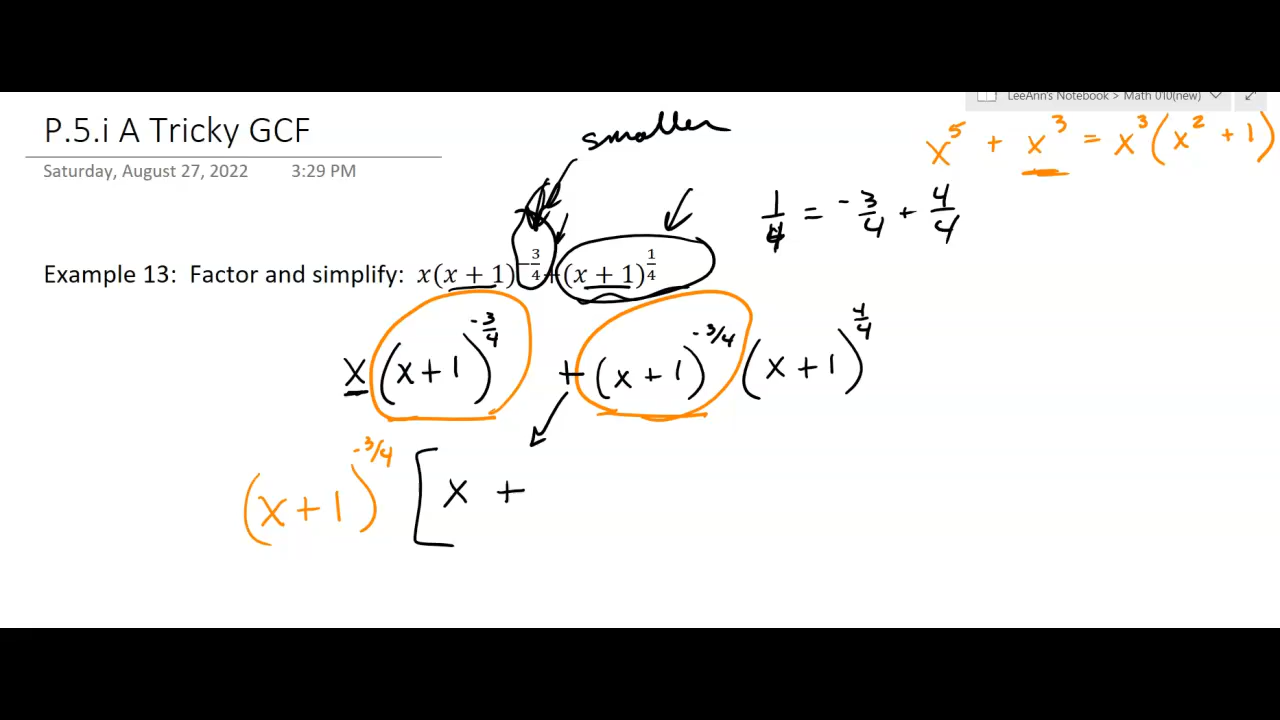 LeeAnn's Notebook > Math 010(new)
P.5.i A Tricky GCF
Saturday, August 27, 2022 3:29 PM
smaller
x⁵ + x³ = x³(x² + 1)
1/4 = -3/4 + 4/4
Example 13: Factor and simplify: x(x + 1)^(-3/4) + (x + 1)^(1/4)
x(x+1)^(-3/4) + (x+1)^(-3/4) (x+1)^(4/4)
(x+1)^(-3/4) [x +